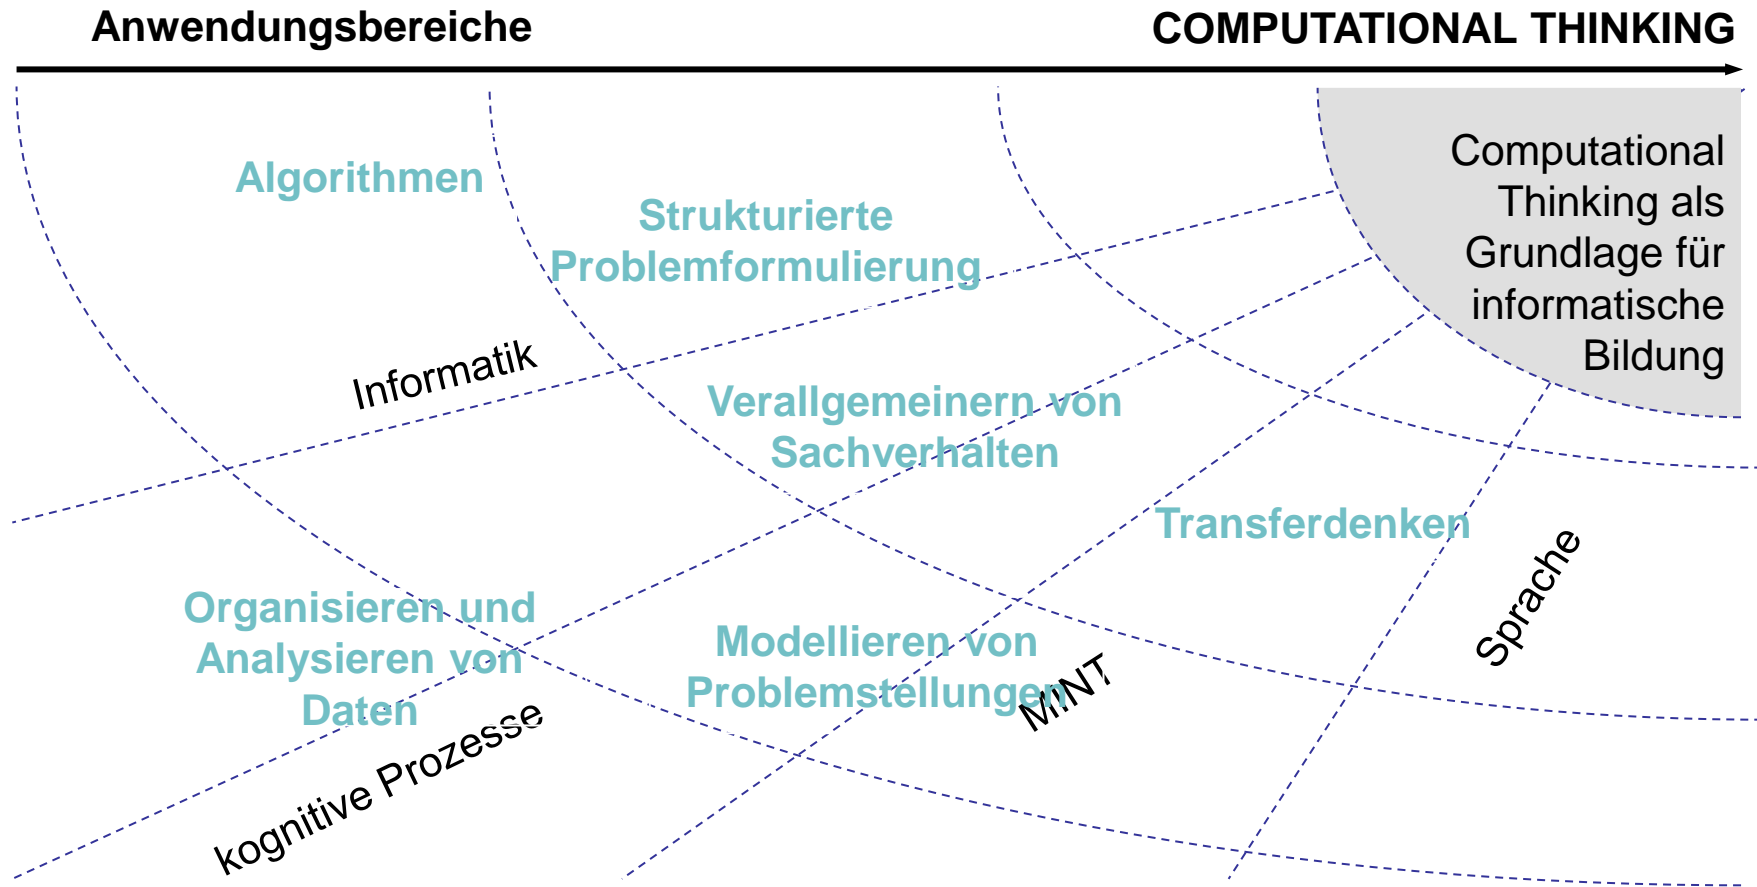 Anwendungsbereiche
COMPUTATIONAL THINKING
Computational
Thinking als
Grundlage für
informatische
Bildung
Algorithmen
Strukturierte
Problemformulierung
Informatik
Verallgemeinern von
Sachverhalten
Transferdenken
Sprache
Organisieren und
Analysieren von
Daten
Modellieren von
Problemstellungen
MINT
kognitive Prozesse